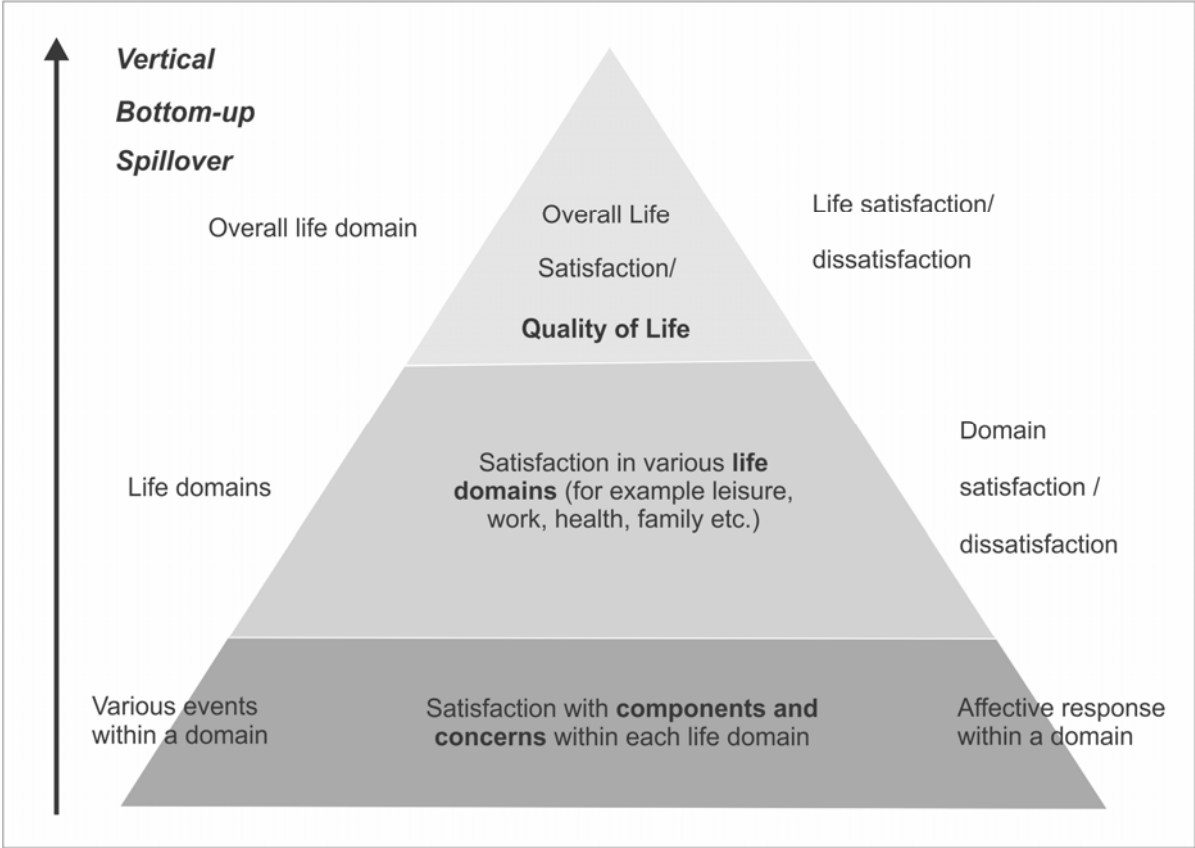 Vertical
Bottom-up
Spillover
Overall life domain
Overall Life
Satisfaction/
Quality of Life
Life satisfaction/
dissatisfaction
Life domains
Satisfaction in various life
domains (for example leisure,
work, health, family etc.)
Domain
satisfaction /
dissatisfaction
Various events
within a domain
Satisfaction with components and
concerns within each life domain
Affective response
within a domain